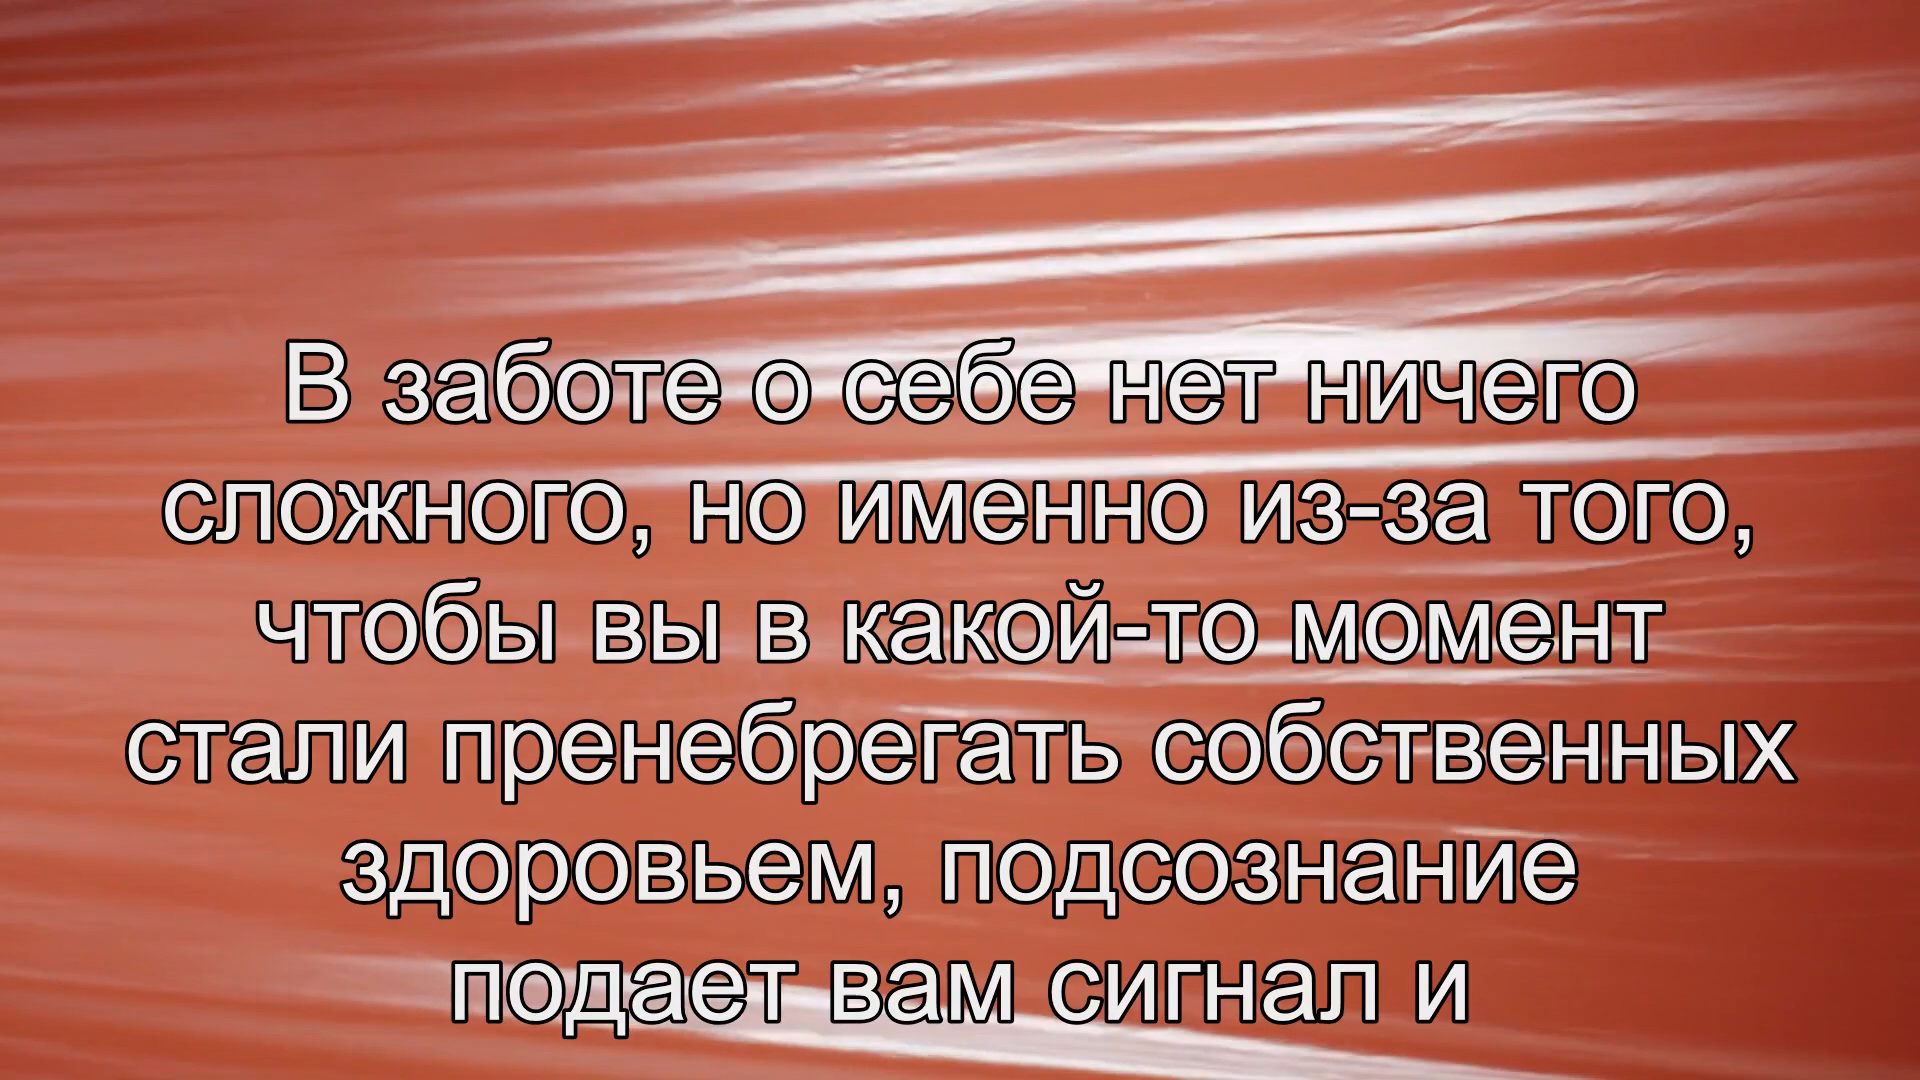 В заботе о себе нет ничего
сложного, но именно из-за того,
чтобы вы в какой-то момент
стали пренебрегать собственных
здоровьем, подсознание
подает вам сигнал и